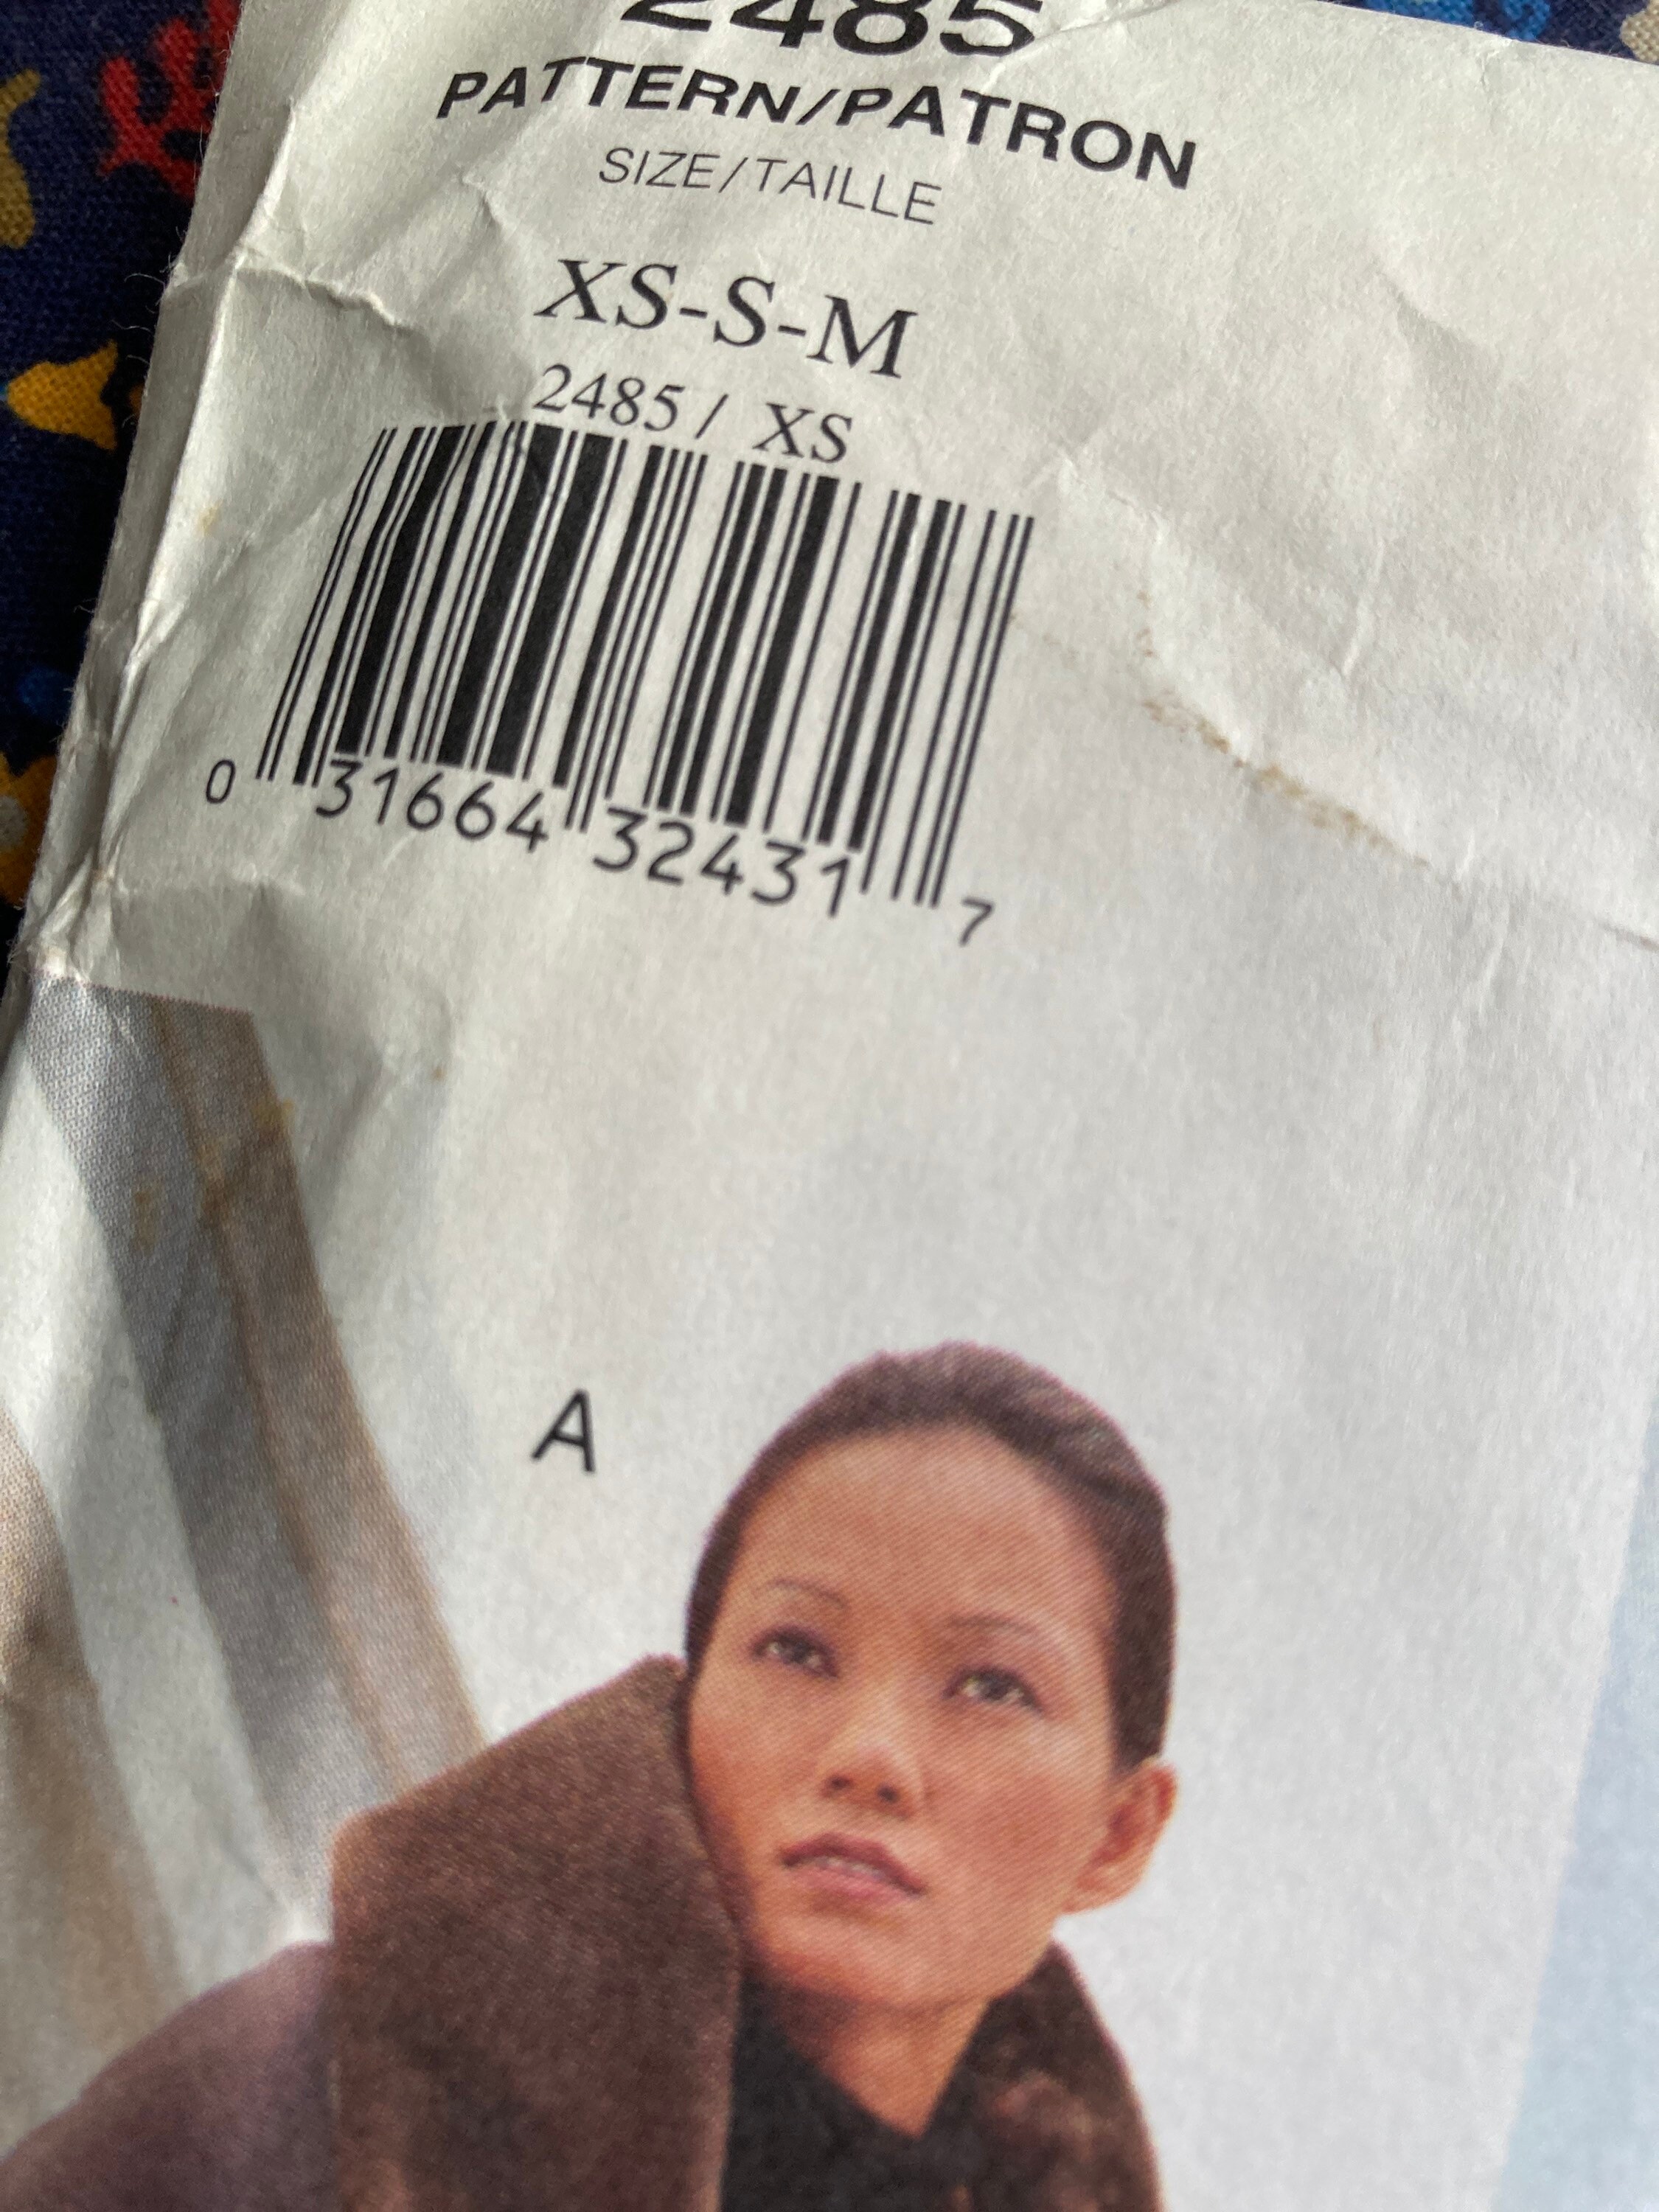 2485
PATTERN/PATRON
SIZE/TAILLE
XS-S-M
2485 / XS
0 31664 32431 7
A